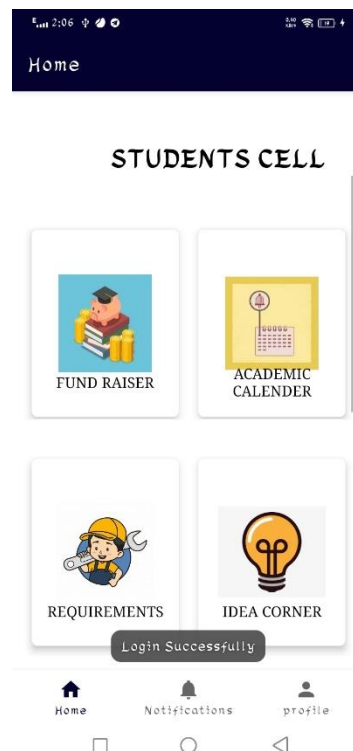 2:06
Home
STUDENTS CELL
FUND RAISER
ACADEMIC
CALENDER
REQUIREMENTS
IDEA CORNER
Login Successfully
Home
Notifications
profile